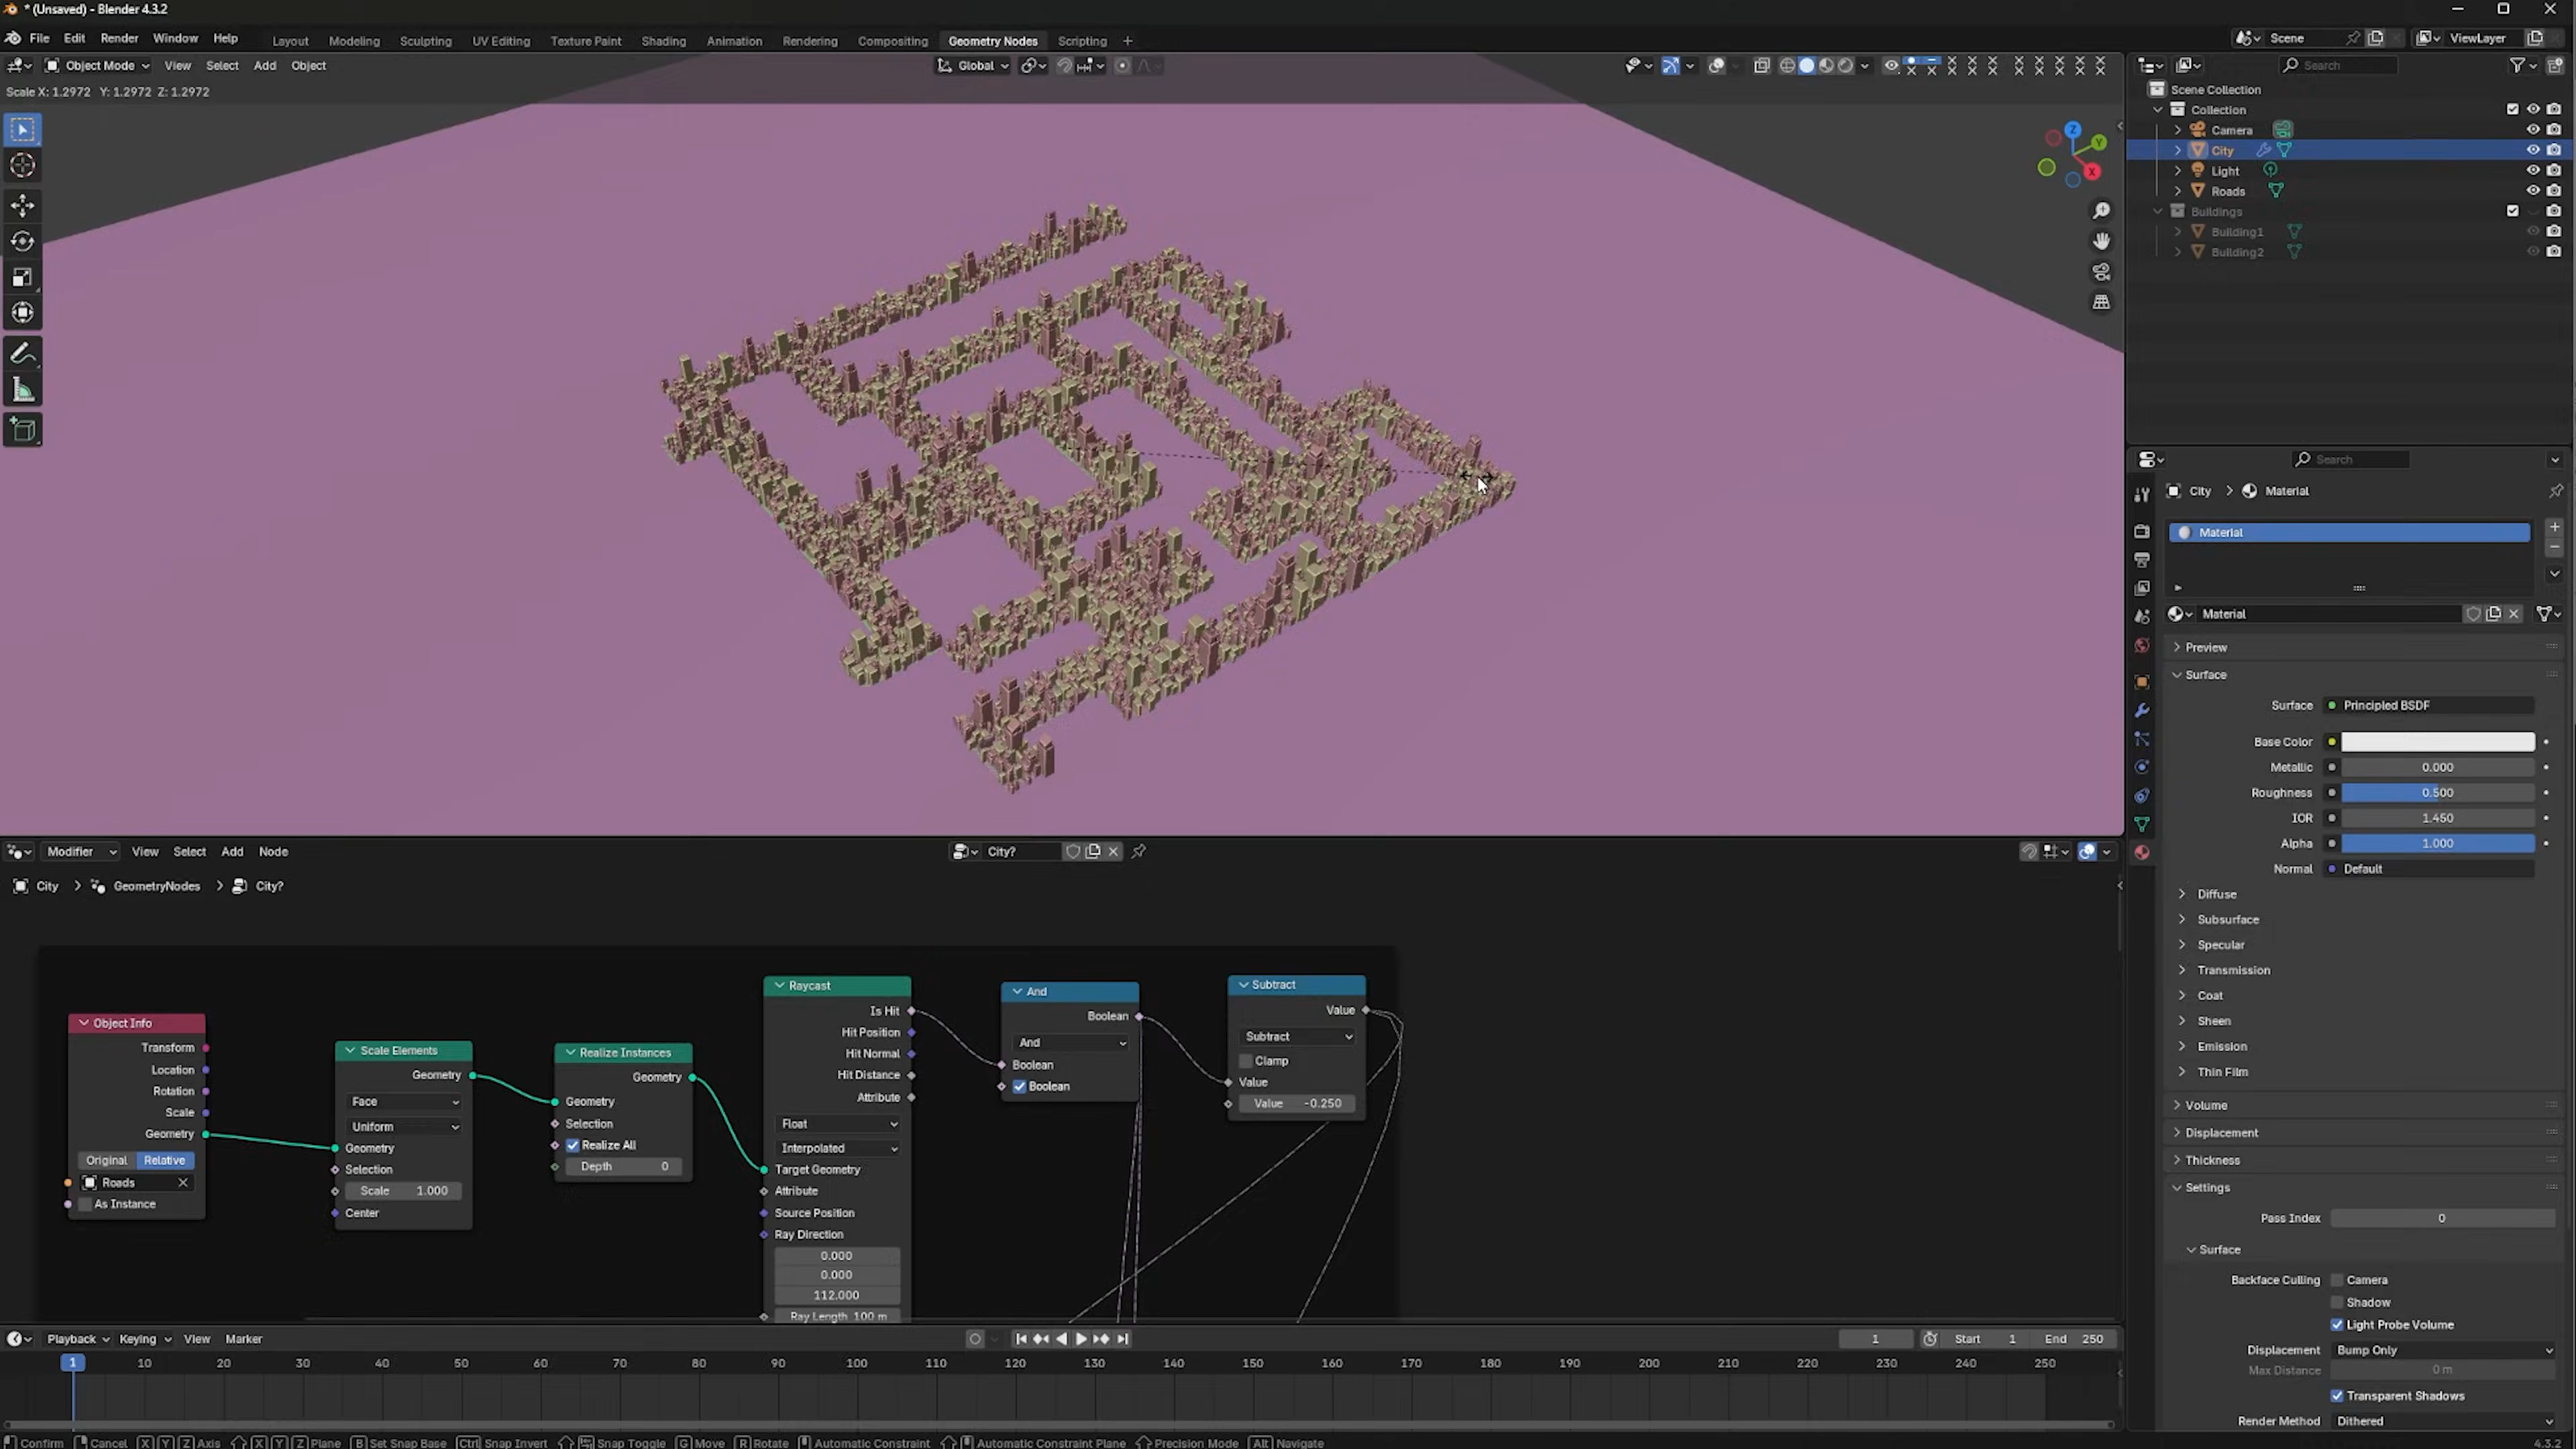 * (Unsaved) - Blender 4.3.2
File Edit Render Window Help Layout Modeling Sculpting UV Editing Texture Paint Shading Animation Rendering Compositing Geometry Nodes Scripting + Scene ViewLayer
Object Mode View Select Add Object Global
Scale X: 1.2972 Y: 1.2972 Z: 1.2972
Z
Y
X
Search
Scene Collection
Collection
Camera
City
Light
Roads
Buildings
Building1
Building2
Search
City > Material
Material
Material
Preview
Surface
Surface Principled BSDF
Base Color
Metallic 0.000
Roughness 0.500
IOR 1.450
Alpha 1.000
Normal Default
Diffuse
Subsurface
Specular
Transmission
Coat
Sheen
Emission
Thin Film
Volume
Displacement
Thickness
Settings
Pass Index 0
Surface
Backface Culling Camera
Shadow
Light Probe Volume
Displacement Bump Only
Max Distance 0 m
Transparent Shadows
Render Method Dithered
Modifier View Select Add Node City?
City > GeometryNodes > City?
Object Info
Transform
Location
Rotation
Scale
Geometry
Original Relative
Roads
As Instance
Scale Elements
Geometry
Face
Uniform
Geometry
Selection
Scale 1.000
Center
Realize Instances
Geometry
Geometry
Selection
Realize All
Depth 0
Raycast
Is Hit
Hit Position
Hit Normal
Hit Distance
Attribute
Float
Interpolated
Target Geometry
Attribute
Source Position
Ray Direction
0.000
0.000
112.000
Ray Length 100 m
And
Boolean
And
Boolean
Boolean
Subtract
Value
Subtract
Clamp
Value
Value -0.250
Playback Keying View Marker 1 Start 1 End 250
1 10 20 30 40 50 60 70 80 90 100 110 120 130 140 150 160 170 180 190 200 210 220 230 240 250
Confirm Cancel X Y Z Axis X Y Z Plane B Set Snap Base Ctrl Snap Invert Snap Toggle G Move R Rotate Automatic Constraint Automatic Constraint Plane Precision Mode Alt Navigate 4.3.2